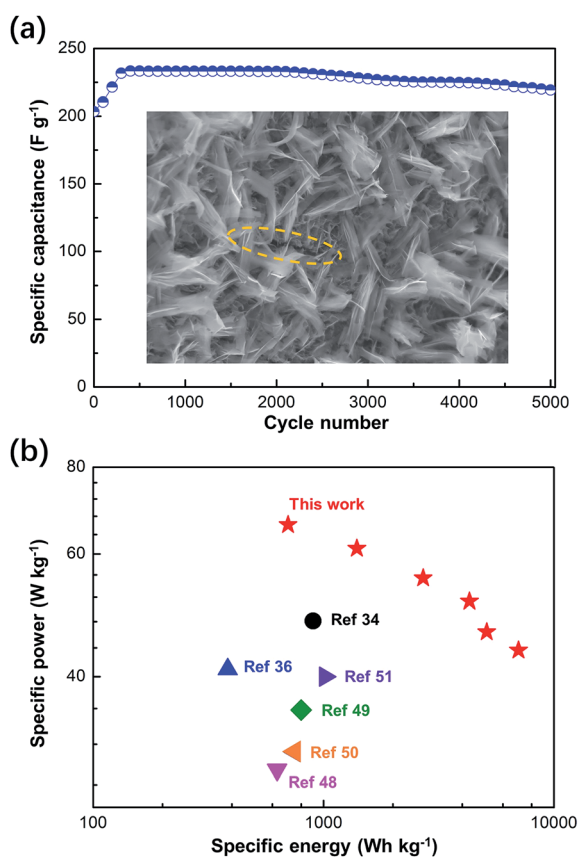 (a)
250
200
150
100
50
0
Specific capacitance (F g⁻¹)
0 1000 2000 3000 4000 5000
Cycle number
(b)
80
60
40
Specific power (W kg⁻¹)
This work
Ref 34
Ref 36
Ref 51
Ref 49
Ref 50
Ref 48
100 1000 10000
Specific energy (Wh kg⁻¹)